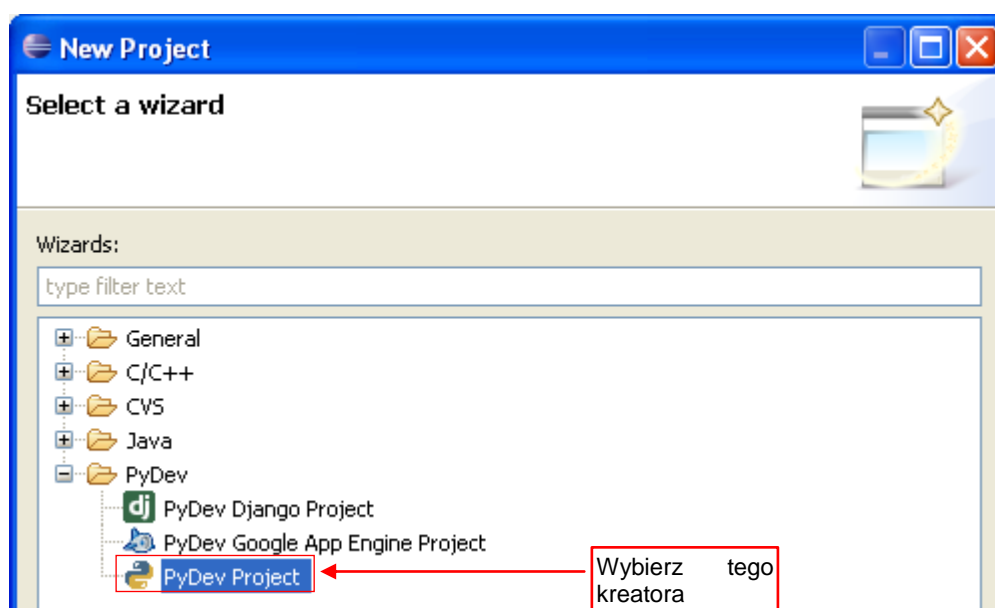 New Project
Select a wizard
Wizards:
type filter text
General
C/C++
CVS
Java
PyDev
dj PyDev Django Project
PyDev Google App Engine Project
PyDev Project
Wybierz tego
kreatora